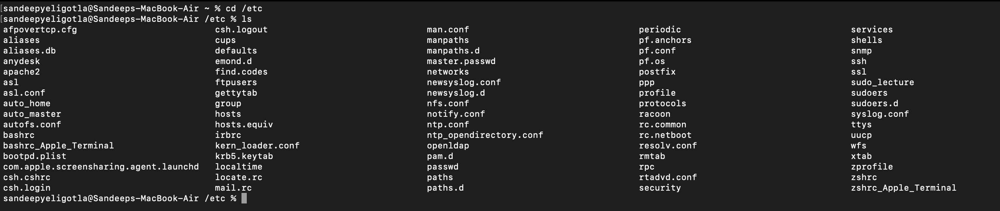 [sandeepyeligotla@Sandeeps-MacBook-Air ~ % cd /etc
[sandeepyeligotla@Sandeeps-MacBook-Air /etc % ls
afpovertcp.cfg csh.logout man.conf periodic services
aliases cups manpaths pf.anchors shells
aliases.db defaults manpaths.d pf.conf snmp
anydesk emond.d master.passwd pf.os ssh
apache2 find.codes networks postfix ssl
asl ftpusers newsyslog.conf ppp sudo_lecture
asl.conf gettytab newsyslog.d profile sudoers
auto_home group nfs.conf protocols sudoers.d
auto_master hosts notify.conf racoon syslog.conf
autofs.conf hosts.equiv ntp.conf rc.common ttys
bashrc irbrc ntp_opendirectory.conf rc.netboot uucp
bashrc_Apple_Terminal kern_loader.conf openldap resolv.conf wfs
bootpd.plist krb5.keytab pam.d rmtab xtab
com.apple.screensharing.agent.launchd localtime passwd rpc zprofile
csh.cshrc locate.rc paths rtadvd.conf zshrc
csh.login mail.rc paths.d security zshrc_Apple_Terminal
sandeepyeligotla@Sandeeps-MacBook-Air /etc %